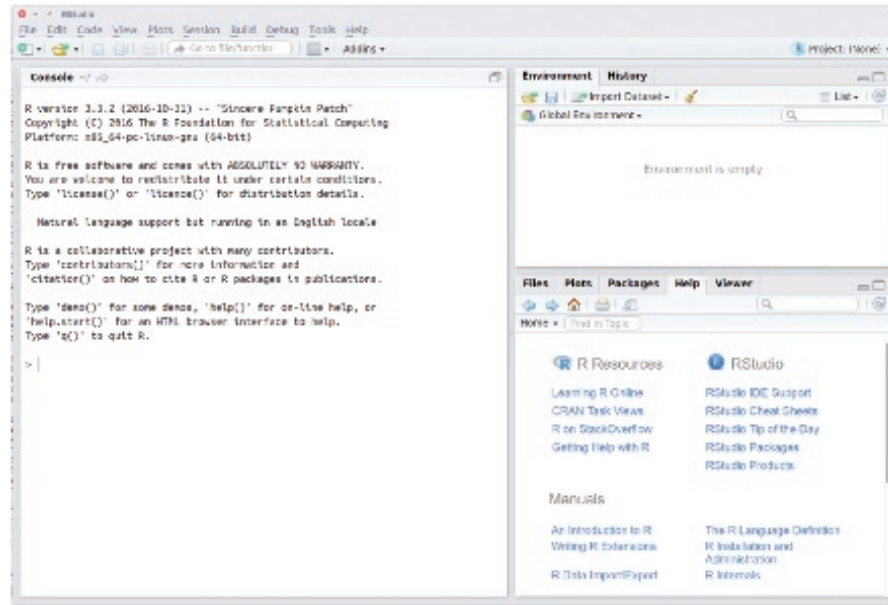 RStudio
File Edit Code View Plots Session Build Debug Tools Help
Go to file/function Addins Project: (None)
Console ~/
R version 3.3.2 (2016-10-31) -- "Sincere Pumpkin Patch"
Copyright (C) 2016 The R Foundation for Statistical Computing
Platform: x86_64-pc-linux-gnu (64-bit)
R is free software and comes with ABSOLUTELY NO WARRANTY.
You are welcome to redistribute it under certain conditions.
Type 'license()' or 'licence()' for distribution details.
Natural language support but running in an English locale
R is a collaborative project with many contributors.
Type 'contributors()' for more information and
'citation()' on how to cite R or R packages in publications.
Type 'demo()' for some demos, 'help()' for on-line help, or
'help.start()' for an HTML browser interface to help.
Type 'q()' to quit R.
>
Environment History
Import Dataset List
Global Environment
Environment is empty
Files Plots Packages Help Viewer
Home Find in Topic
R Resources
Learning R Online
CRAN Task Views
R on StackOverflow
Getting Help with R
RStudio
RStudio IDE Support
RStudio Cheat Sheets
RStudio Tip of the Day
RStudio Packages
RStudio Products
Manuals
An Introduction to R
Writing R Extensions
R Data Import/Export
The R Language Definition
R Installation and
Administration
R Internals